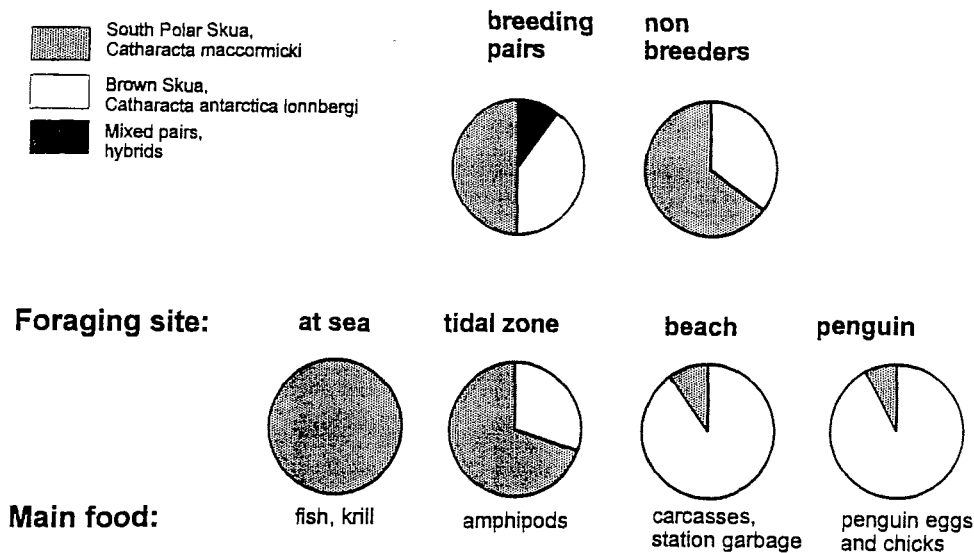 South Polar Skua,
Catharacta maccormicki
Brown Skua,
Catharacta antarctica lonnbergi
Mixed pairs,
hybrids
breeding
pairs
non
breeders
Foraging site:
at sea
tidal zone
beach
penguin
Main food:
fish, krill
amphipods
carcasses,
station garbage
penguin eggs
and chicks